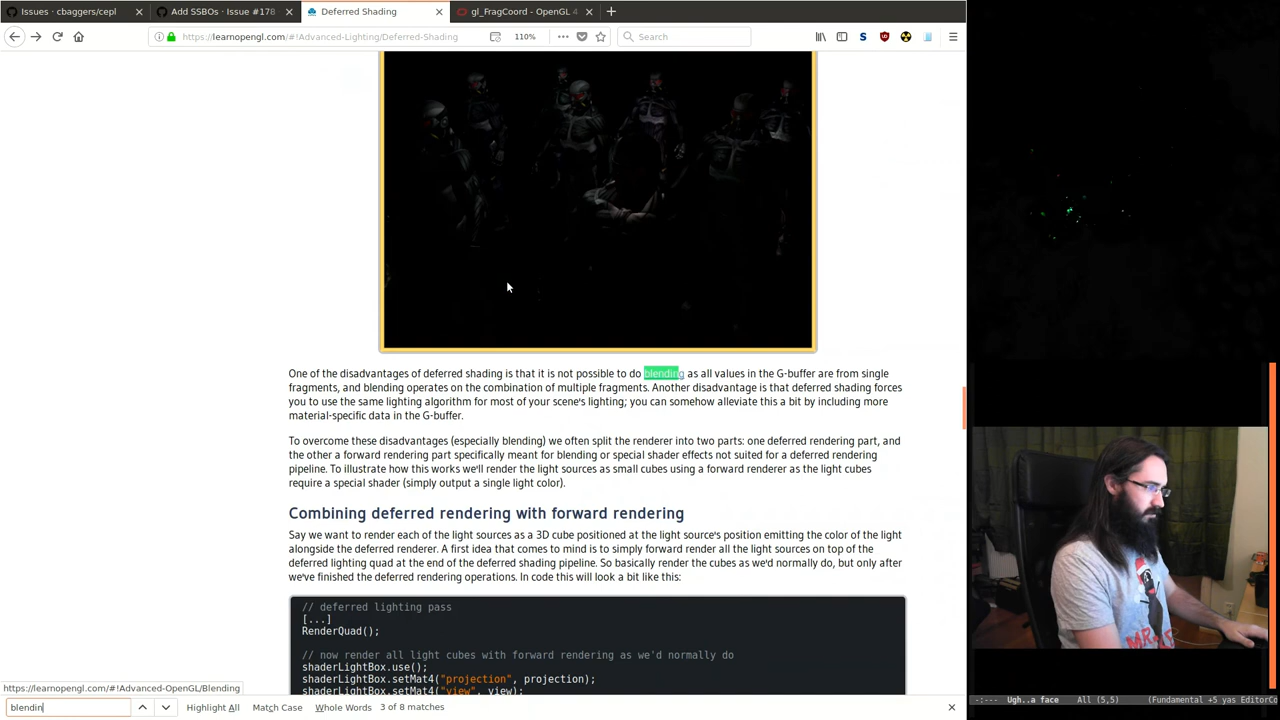 Issues · cbaggers/cepl
Add SSBOs · Issue #178
Deferred Shading
gl_FragCoord - OpenGL 4
https://learnopengl.com/#!Advanced-Lighting/Deferred-Shading
110%
Search
One of the disadvantages of deferred shading is that it is not possible to do blending as all values in the G-buffer are from single
fragments, and blending operates on the combination of multiple fragments. Another disadvantage is that deferred shading forces
you to use the same lighting algorithm for most of your scene's lighting; you can somehow alleviate this a bit by including more
material-specific data in the G-buffer.
To overcome these disadvantages (especially blending) we often split the renderer into two parts: one deferred rendering part, and
the other a forward rendering part specifically meant for blending or special shader effects not suited for a deferred rendering
pipeline. To illustrate how this works we'll render the light sources as small cubes using a forward renderer as the light cubes
require a special shader (simply output a single light color).
Combining deferred rendering with forward rendering
Say we want to render each of the light sources as a 3D cube positioned at the light source's position emitting the color of the light
alongside the deferred renderer. A first idea that comes to mind is to simply forward render all the light sources on top of the
deferred lighting quad at the end of the deferred shading pipeline. So basically render the cubes as we'd normally do, but only after
we've finished the deferred rendering operations. In code this will look a bit like this:
// deferred lighting pass
[...]
RenderQuad();
// now render all light cubes with forward rendering as we'd normally do
shaderLightBox.use();
shaderLightBox.setMat4("projection", projection);
shaderLightBox.setMat4("view", view);
https://learnopengl.com/#!Advanced-OpenGL/Blending
blendin
Highlight All
Match Case
Whole Words
3 of 8 matches
MR.
-:--- Ugh..a face All (5,5) (Fundamental +5 yas EditorCo